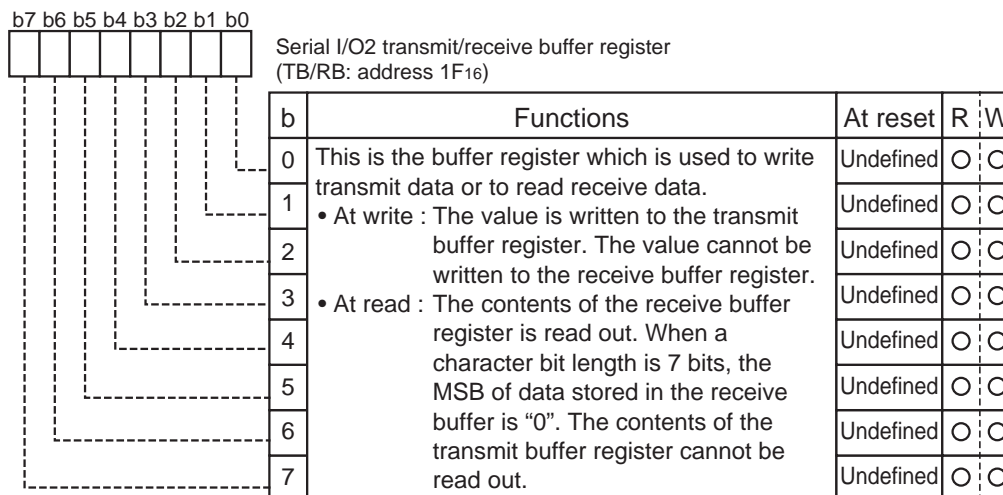 b7 b6 b5 b4 b3 b2 b1 b0
Serial I/O2 transmit/receive buffer register
(TB/RB: address 1F16)
b Functions At reset R W
0 This is the buffer register which is used to write Undefined O O
transmit data or to read receive data.
1 • At write : The value is written to the transmit Undefined O O
buffer register. The value cannot be
2 written to the receive buffer register. Undefined O O
3 • At read : The contents of the receive buffer Undefined O O
register is read out. When a
4 character bit length is 7 bits, the Undefined O O
5 MSB of data stored in the receive Undefined O O
buffer is “0”. The contents of the
6 transmit buffer register cannot be Undefined O O
7 read out. Undefined O O